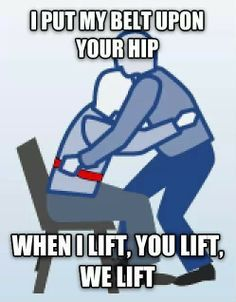 I PUT MY BELT UPON
YOUR HIP
WHEN I LIFT, YOU LIFT,
WE LIFT